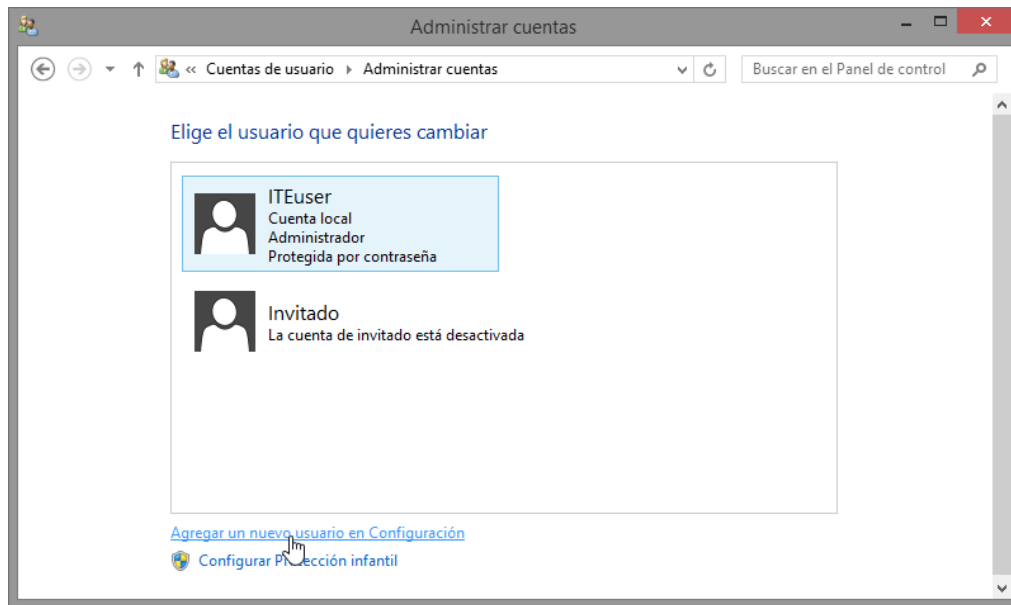 Administrar cuentas
« Cuentas de usuario Administrar cuentas
Buscar en el Panel de control
Elige el usuario que quieres cambiar
ITEuser
Cuenta local
Administrador
Protegida por contraseña
Invitado
La cuenta de invitado está desactivada
Agregar un nuevo usuario en Configuración
Configurar Protección infantil